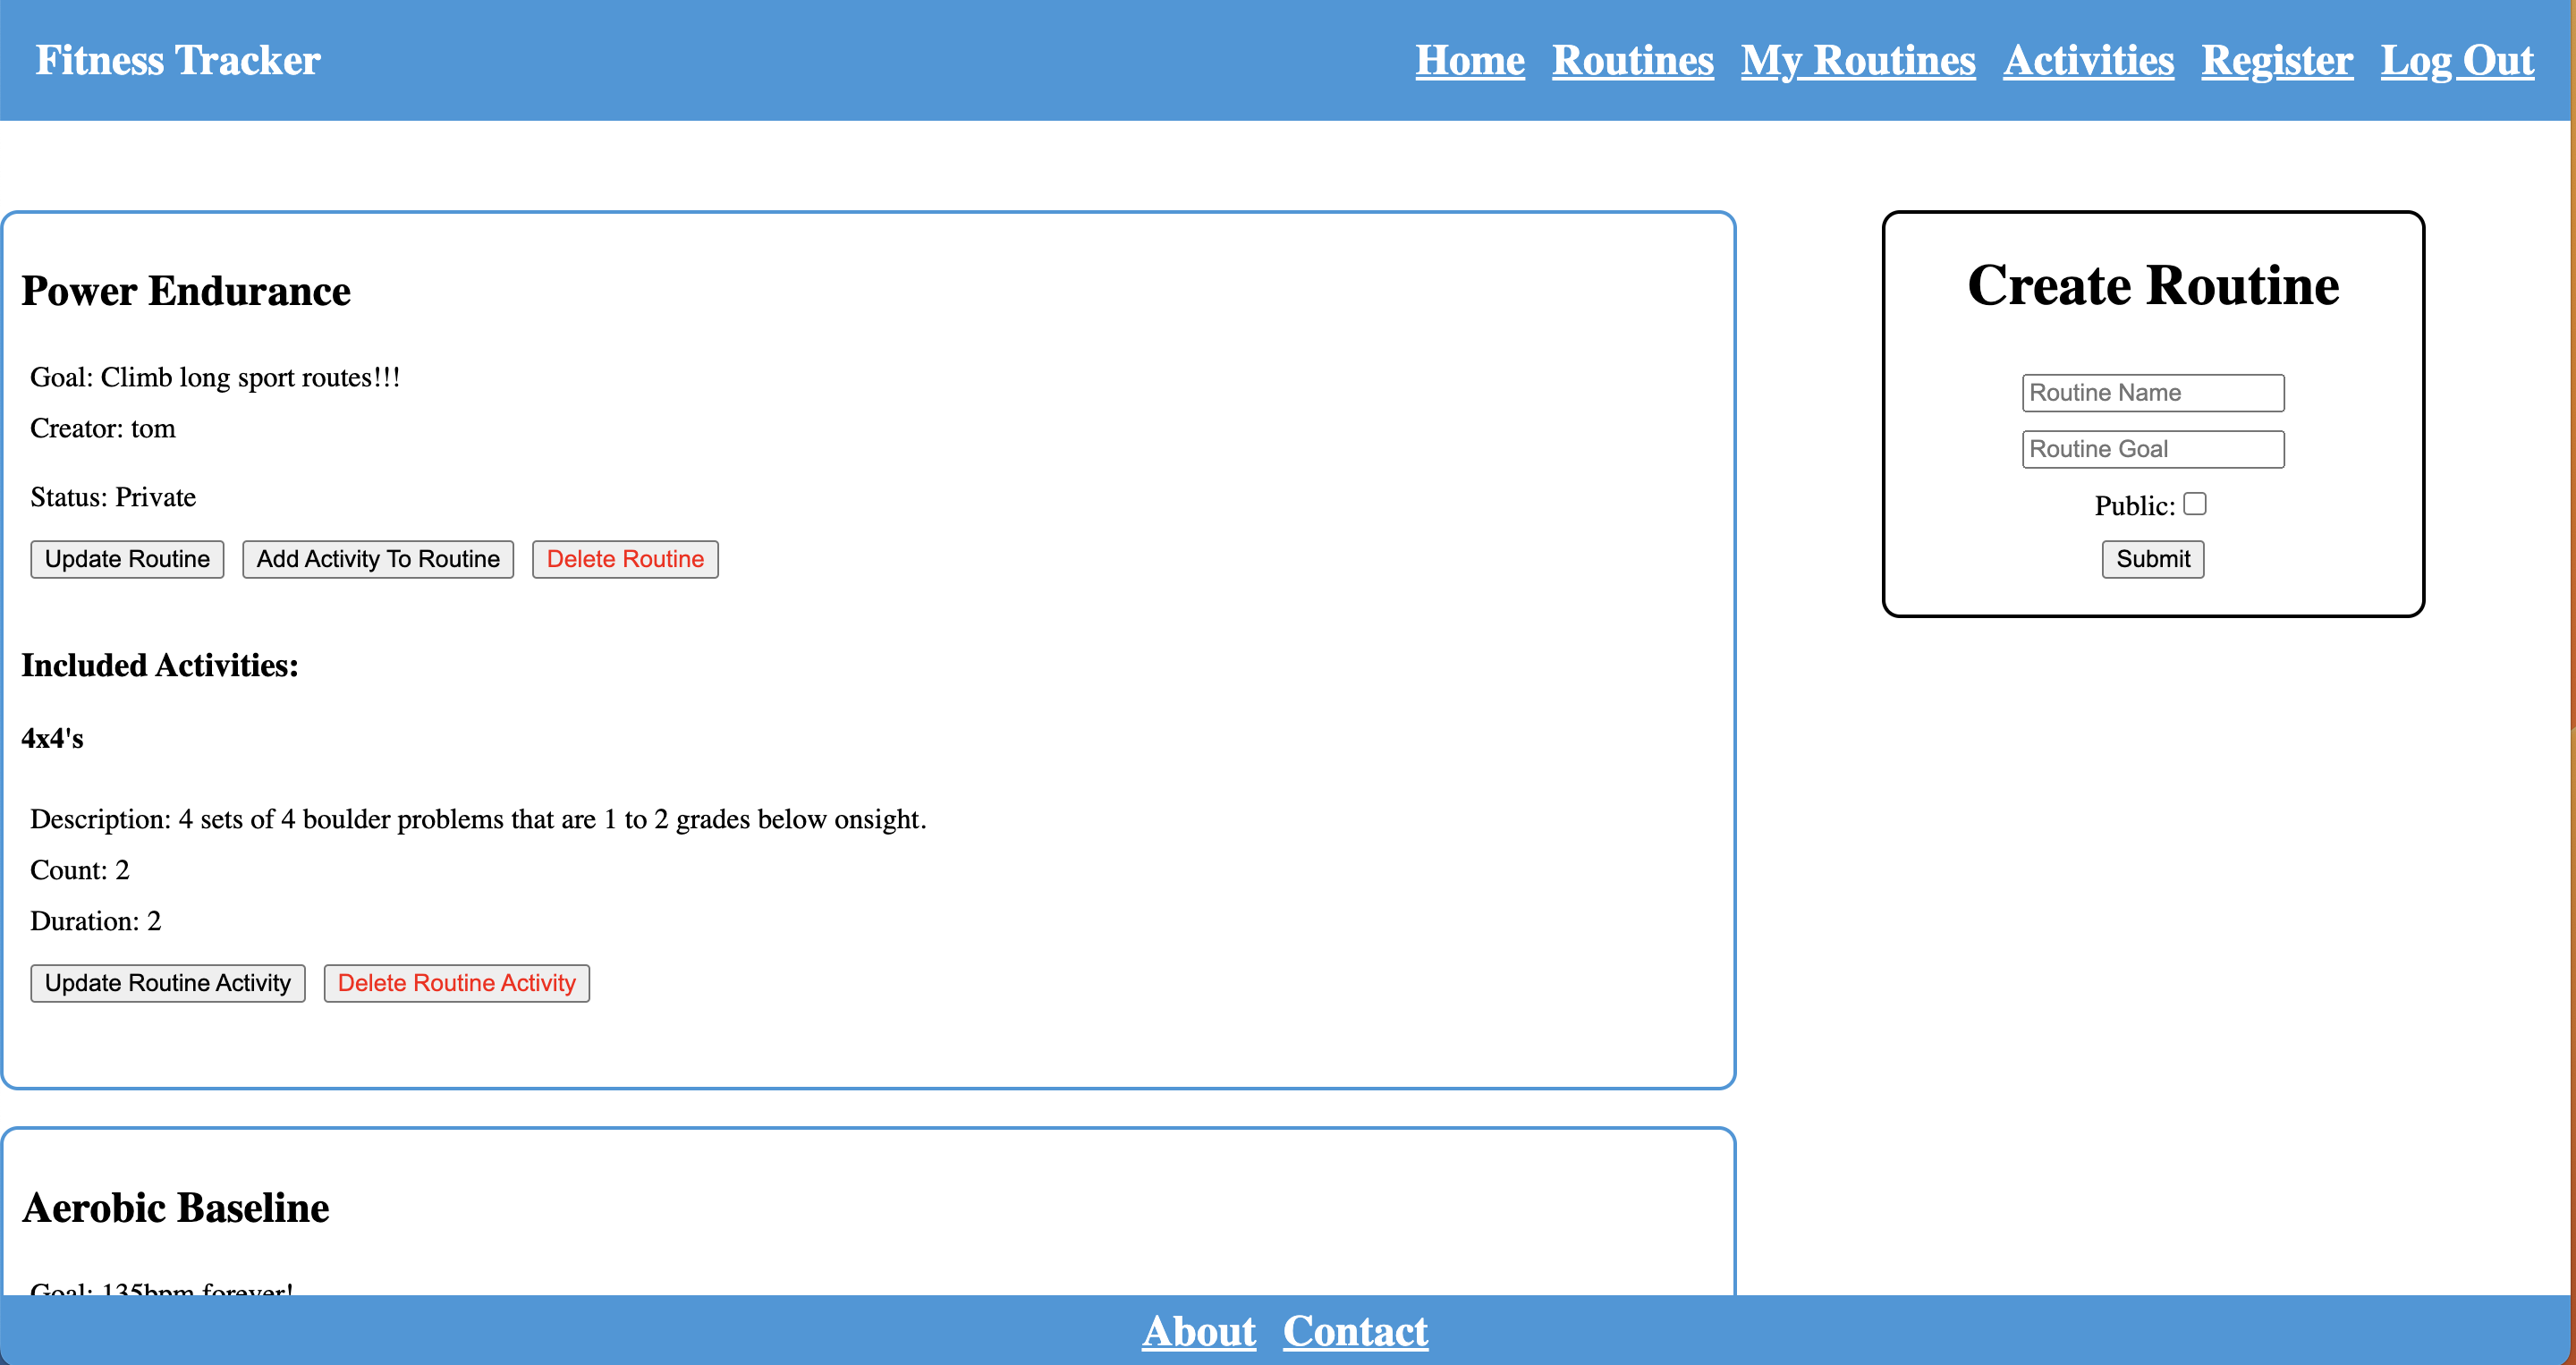 Fitness Tracker
Home Routines My Routines Activities Register Log Out
Power Endurance
Goal: Climb long sport routes!!!
Creator: tom
Status: Private
Update Routine Add Activity To Routine Delete Routine
Included Activities:
4x4's
Description: 4 sets of 4 boulder problems that are 1 to 2 grades below onsight.
Count: 2
Duration: 2
Update Routine Activity Delete Routine Activity
Create Routine
Routine Name
Routine Goal
Public:
Submit
Aerobic Baseline
Goal: 135bpm forever!
About Contact